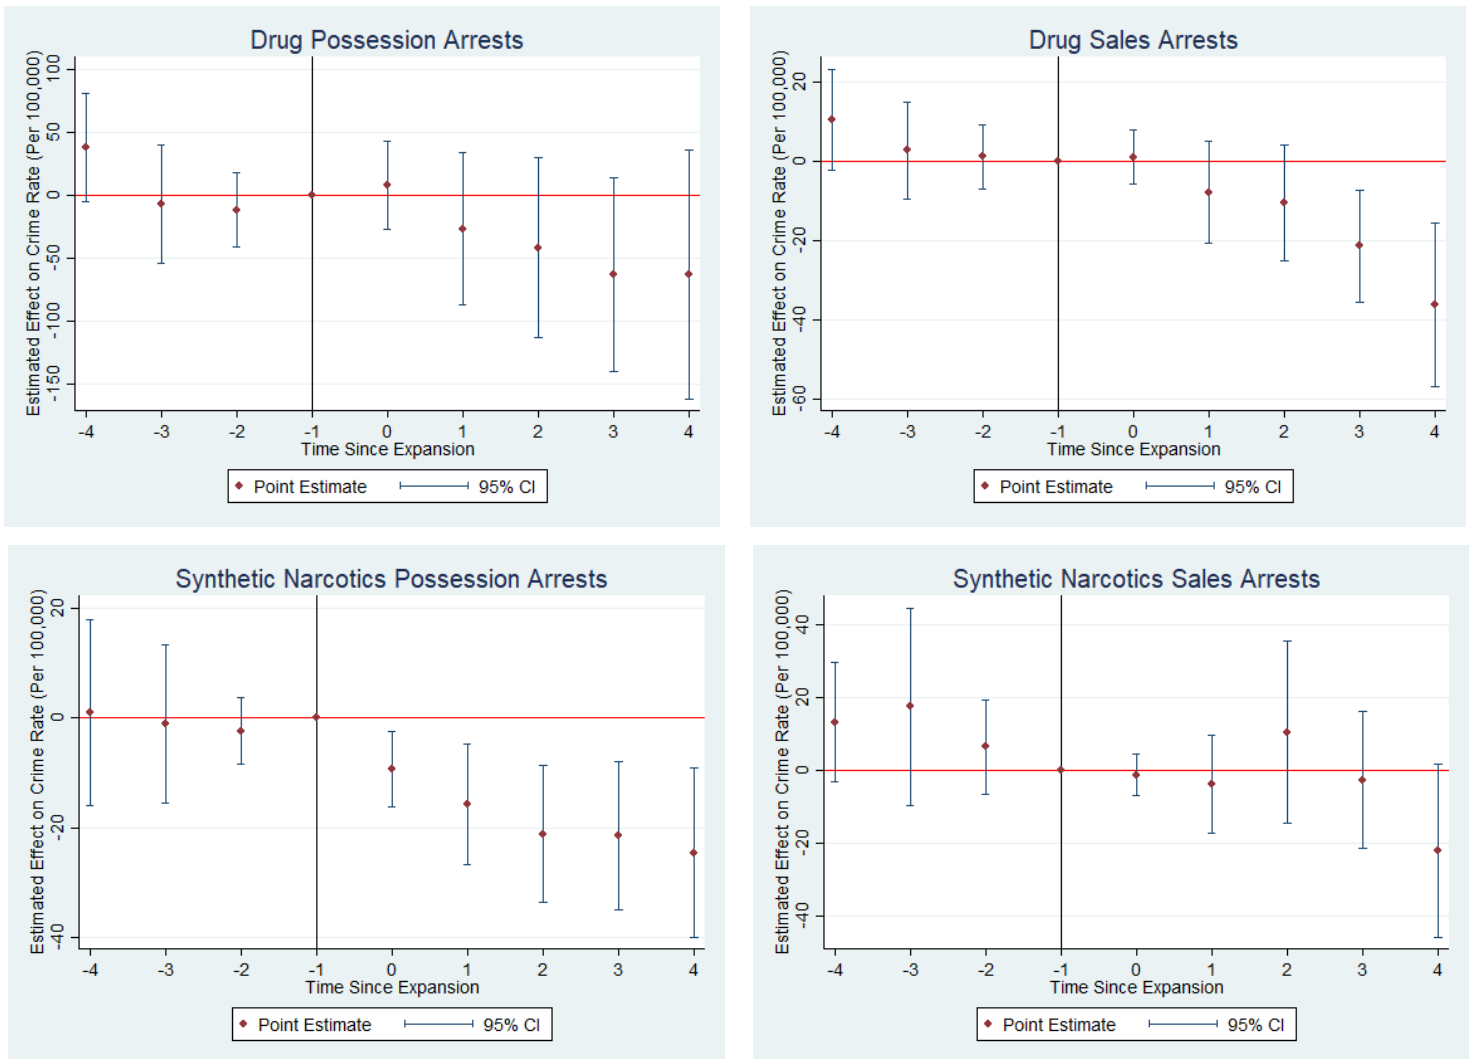 Drug Possession Arrests
Estimated Effect on Crime Rate (Per 100,000)
100
50
0
-50
-100
-150
-4 -3 -2 -1 0 1 2 3 4
Time Since Expansion
Point Estimate 95% CI
Drug Sales Arrests
Estimated Effect on Crime Rate (Per 100,000)
20
0
-20
-40
-60
-4 -3 -2 -1 0 1 2 3 4
Time Since Expansion
Point Estimate 95% CI
Synthetic Narcotics Possession Arrests
Estimated Effect on Crime Rate (Per 100,000)
20
0
-20
-40
-4 -3 -2 -1 0 1 2 3 4
Time Since Expansion
Point Estimate 95% CI
Synthetic Narcotics Sales Arrests
Estimated Effect on Crime Rate (Per 100,000)
40
20
0
-20
-40
-4 -3 -2 -1 0 1 2 3 4
Time Since Expansion
Point Estimate 95% CI